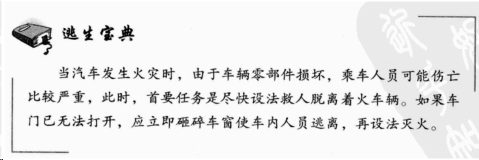 逃生宝典
当汽车发生火灾时，由于车辆零部件损坏，乘车人员可能伤亡
比较严重，此时，首要任务是尽快设法救人脱离着火车辆。如果车
门已无法打开，应立即砸碎车窗使车内人员逃离，再设法灭火。